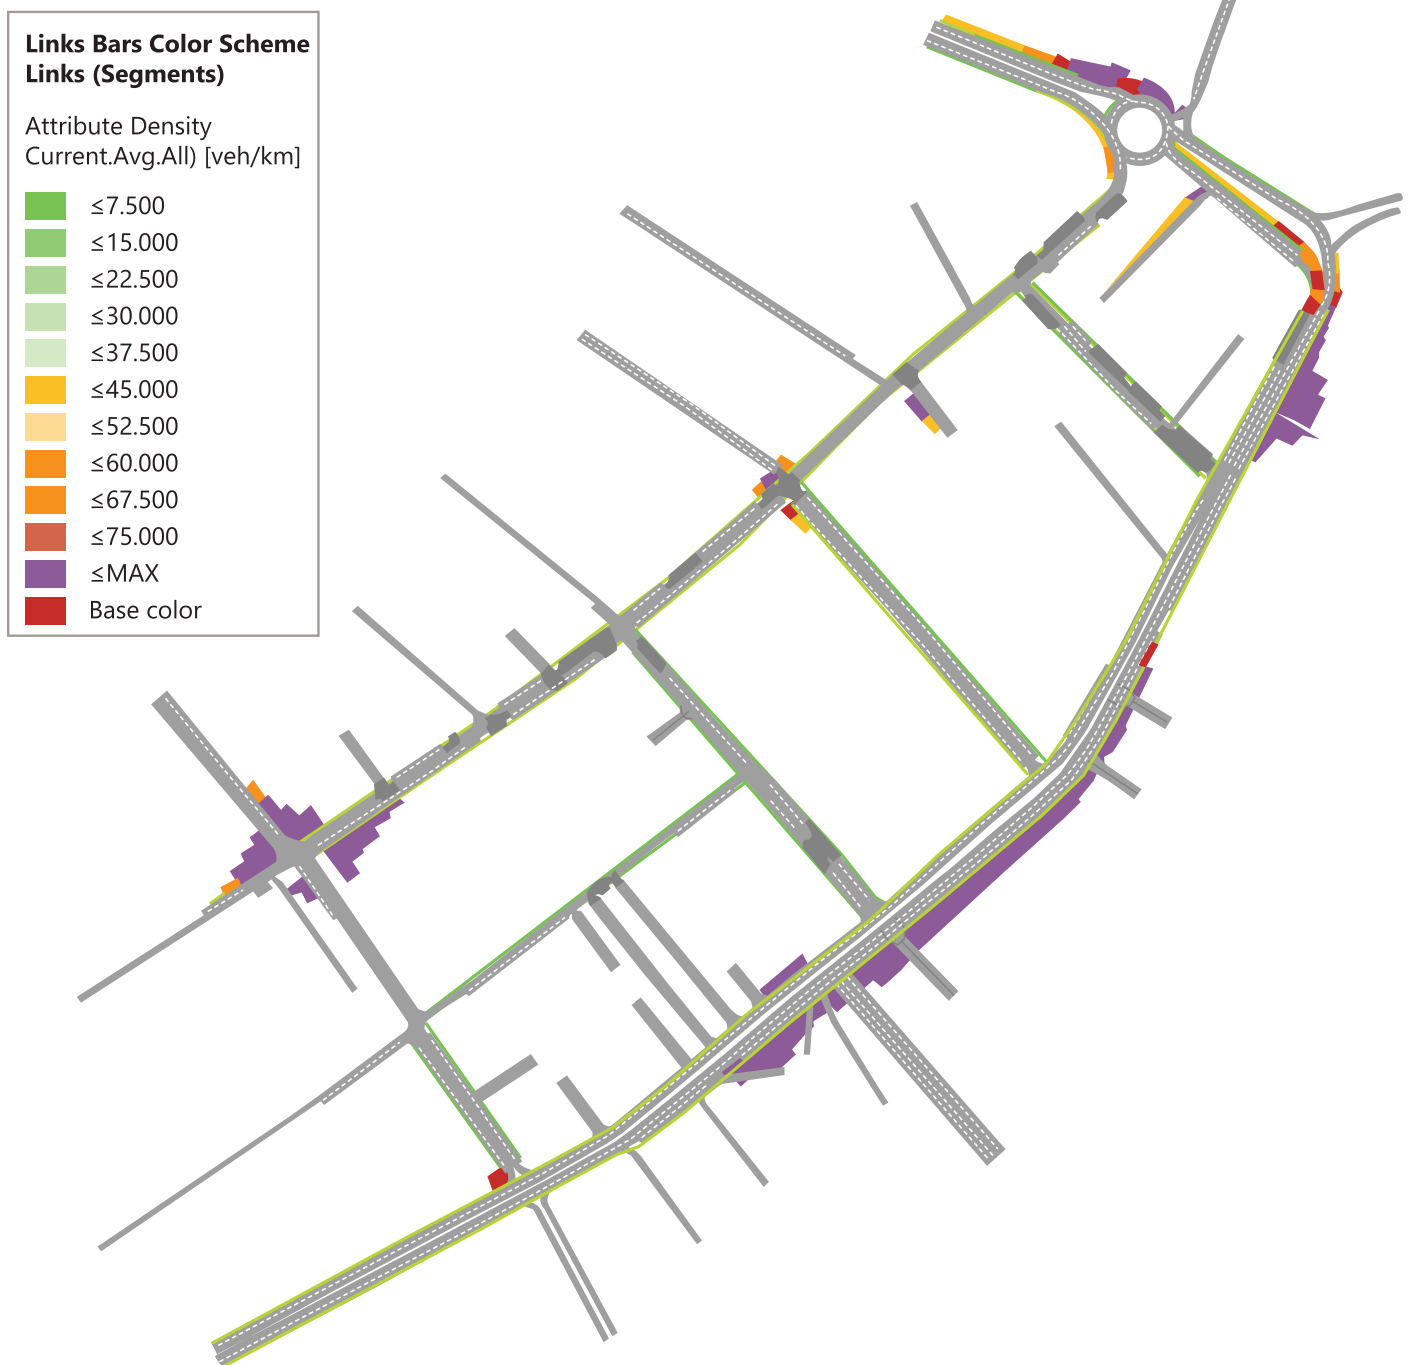 Links Bars Color Scheme
Links (Segments)
Attribute Density
Current.Avg.All) [veh/km]
≤7.500
≤15.000
≤22.500
≤30.000
≤37.500
≤45.000
≤52.500
≤60.000
≤67.500
≤75.000
≤MAX
Base color